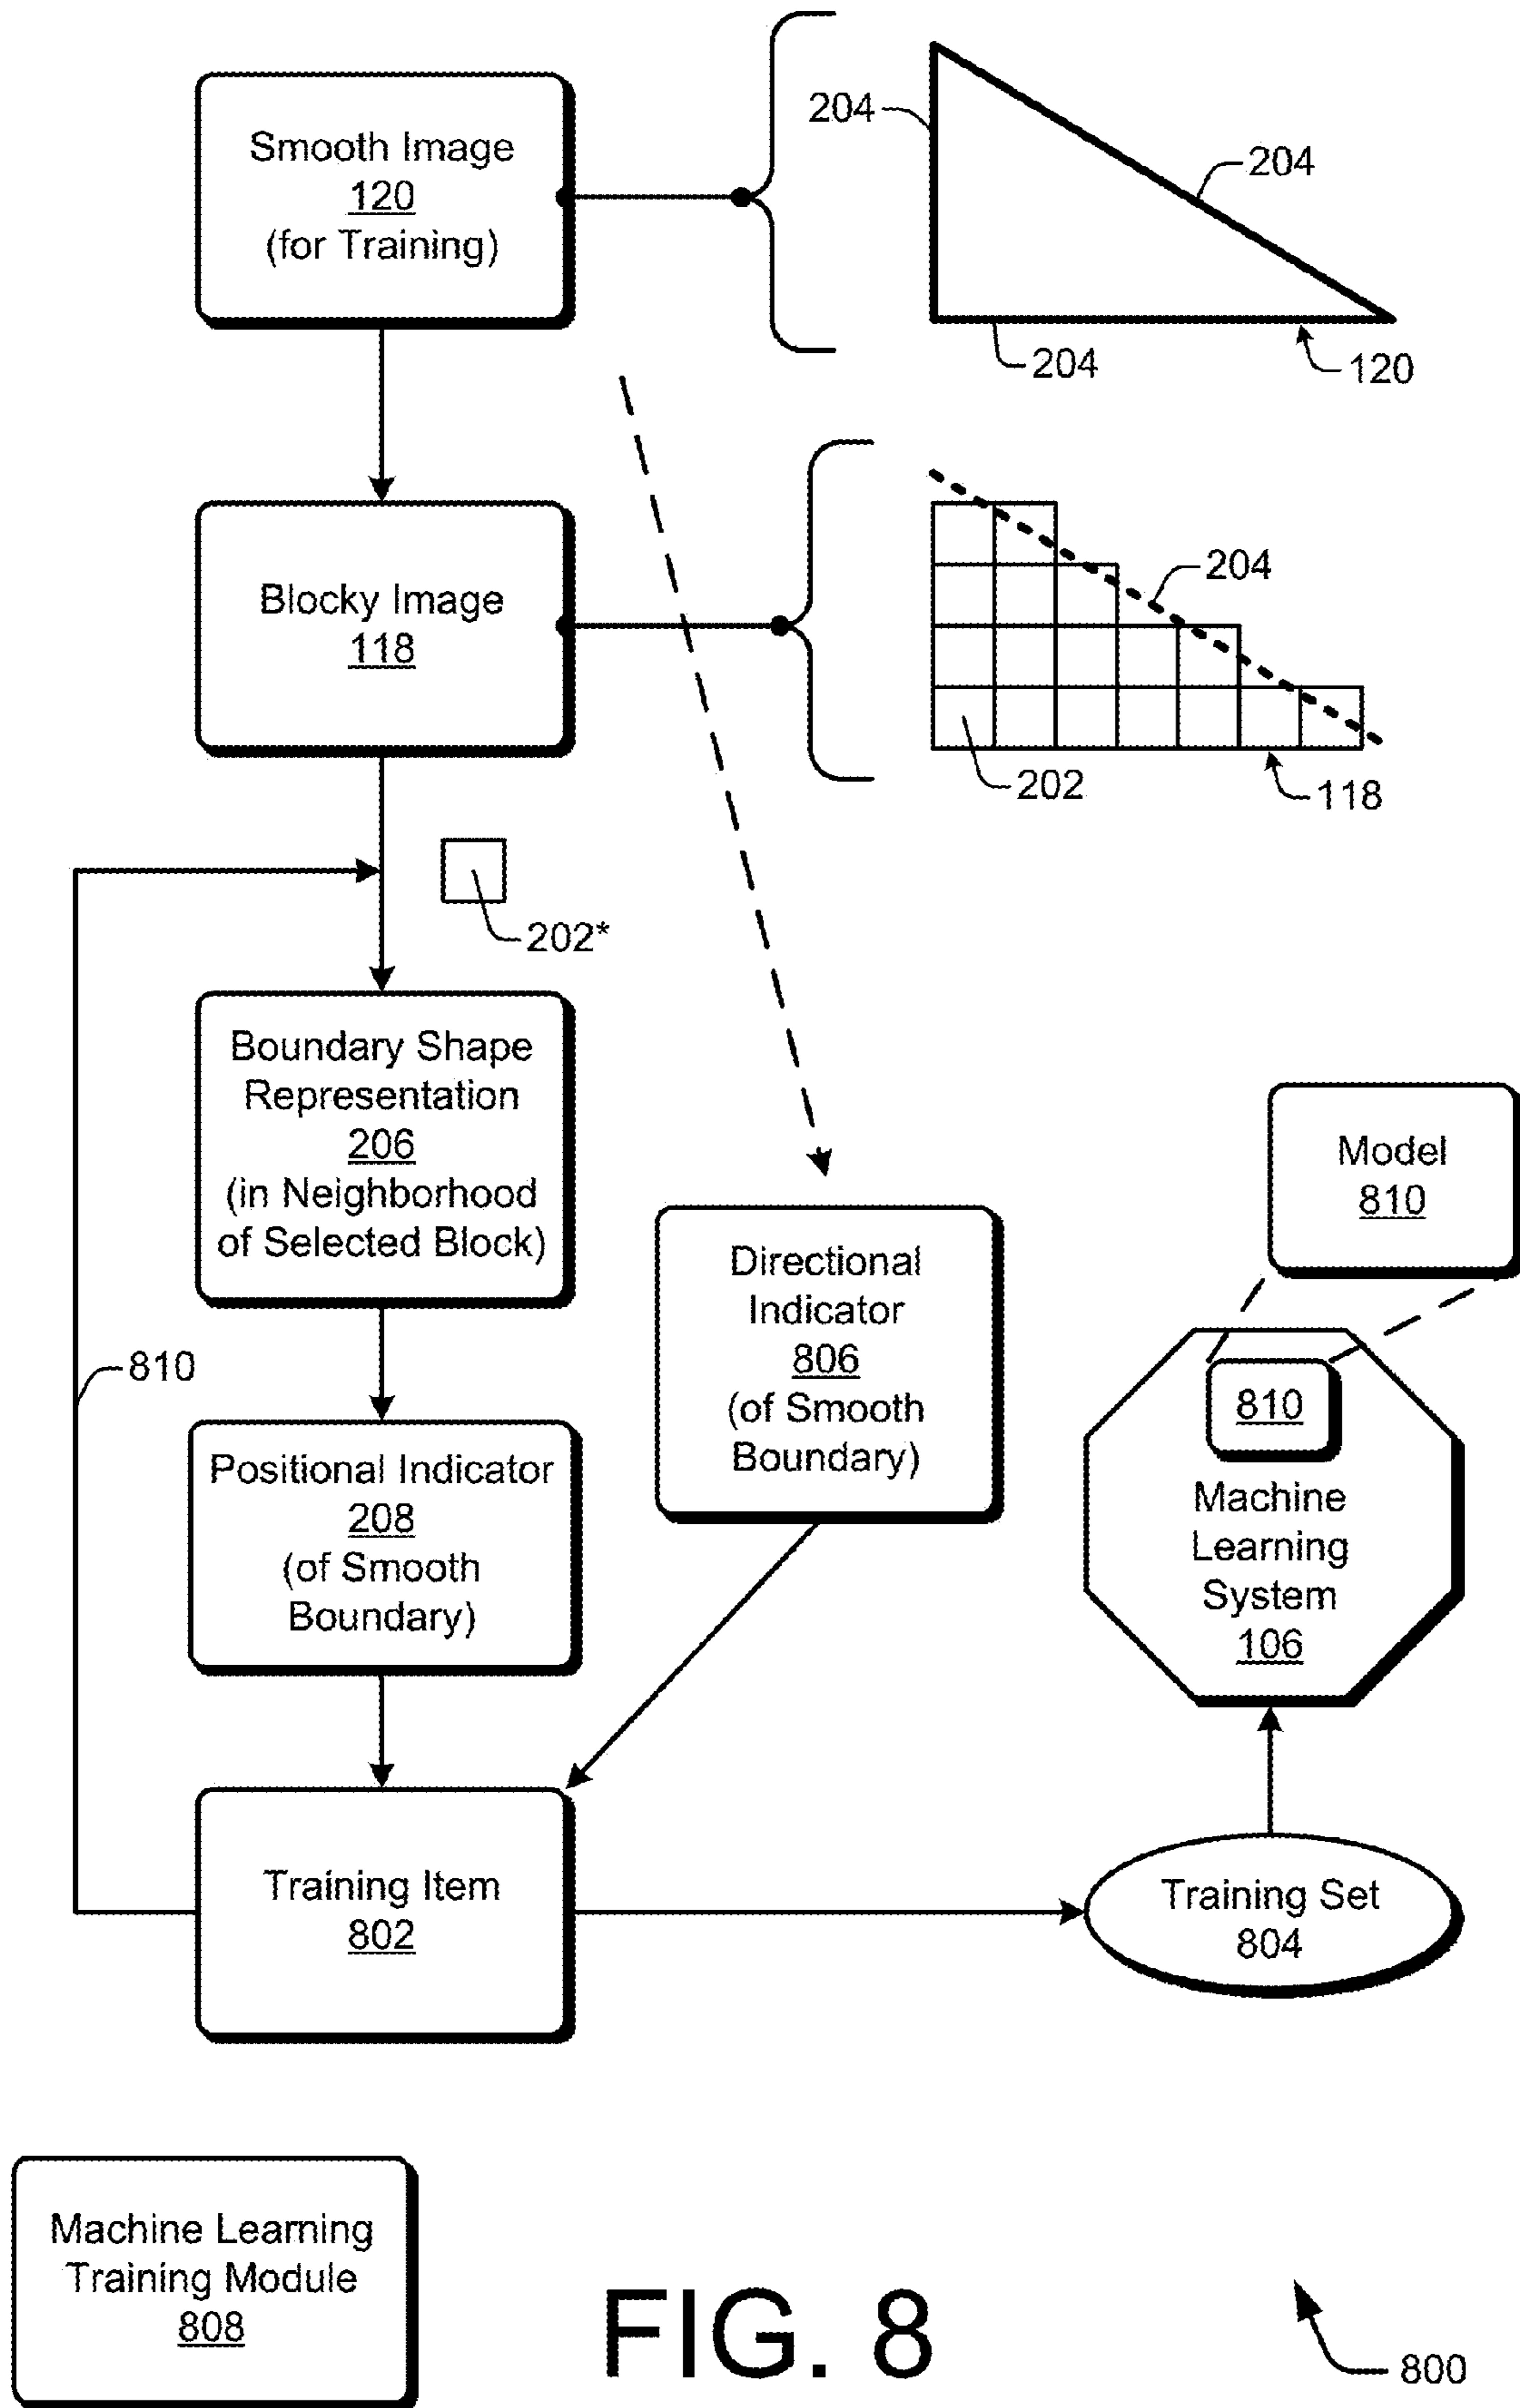 Smooth Image
120
(for Training)
204
204
204
120
Blocky Image
118
204
202
118
202*
Boundary Shape
Representation
206
(in Neighborhood
of Selected Block)
Directional
Indicator
806
(of Smooth
Boundary)
Model
810
810
810
Machine
Learning
System
106
Positional Indicator
208
(of Smooth
Boundary)
Training Item
802
Training Set
804
Machine Learning
Training Module
808
FIG. 8
800